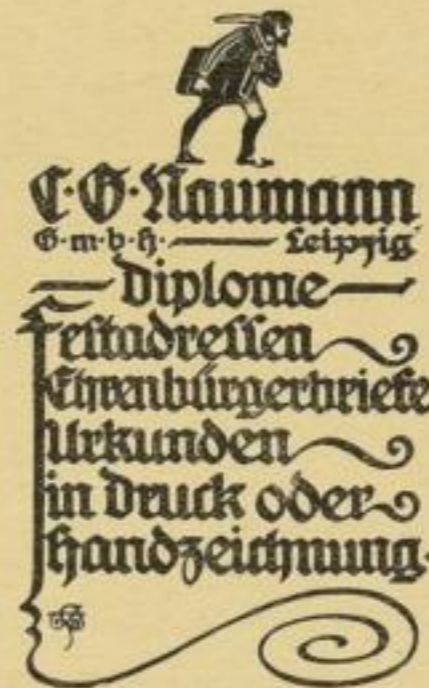 C·G·Naumann
G·m·b·H· Leipzig
Diplome
Festadressen
Ehrenbürgerbriefe
Urkunden
in Druck oder
Handzeichnung·